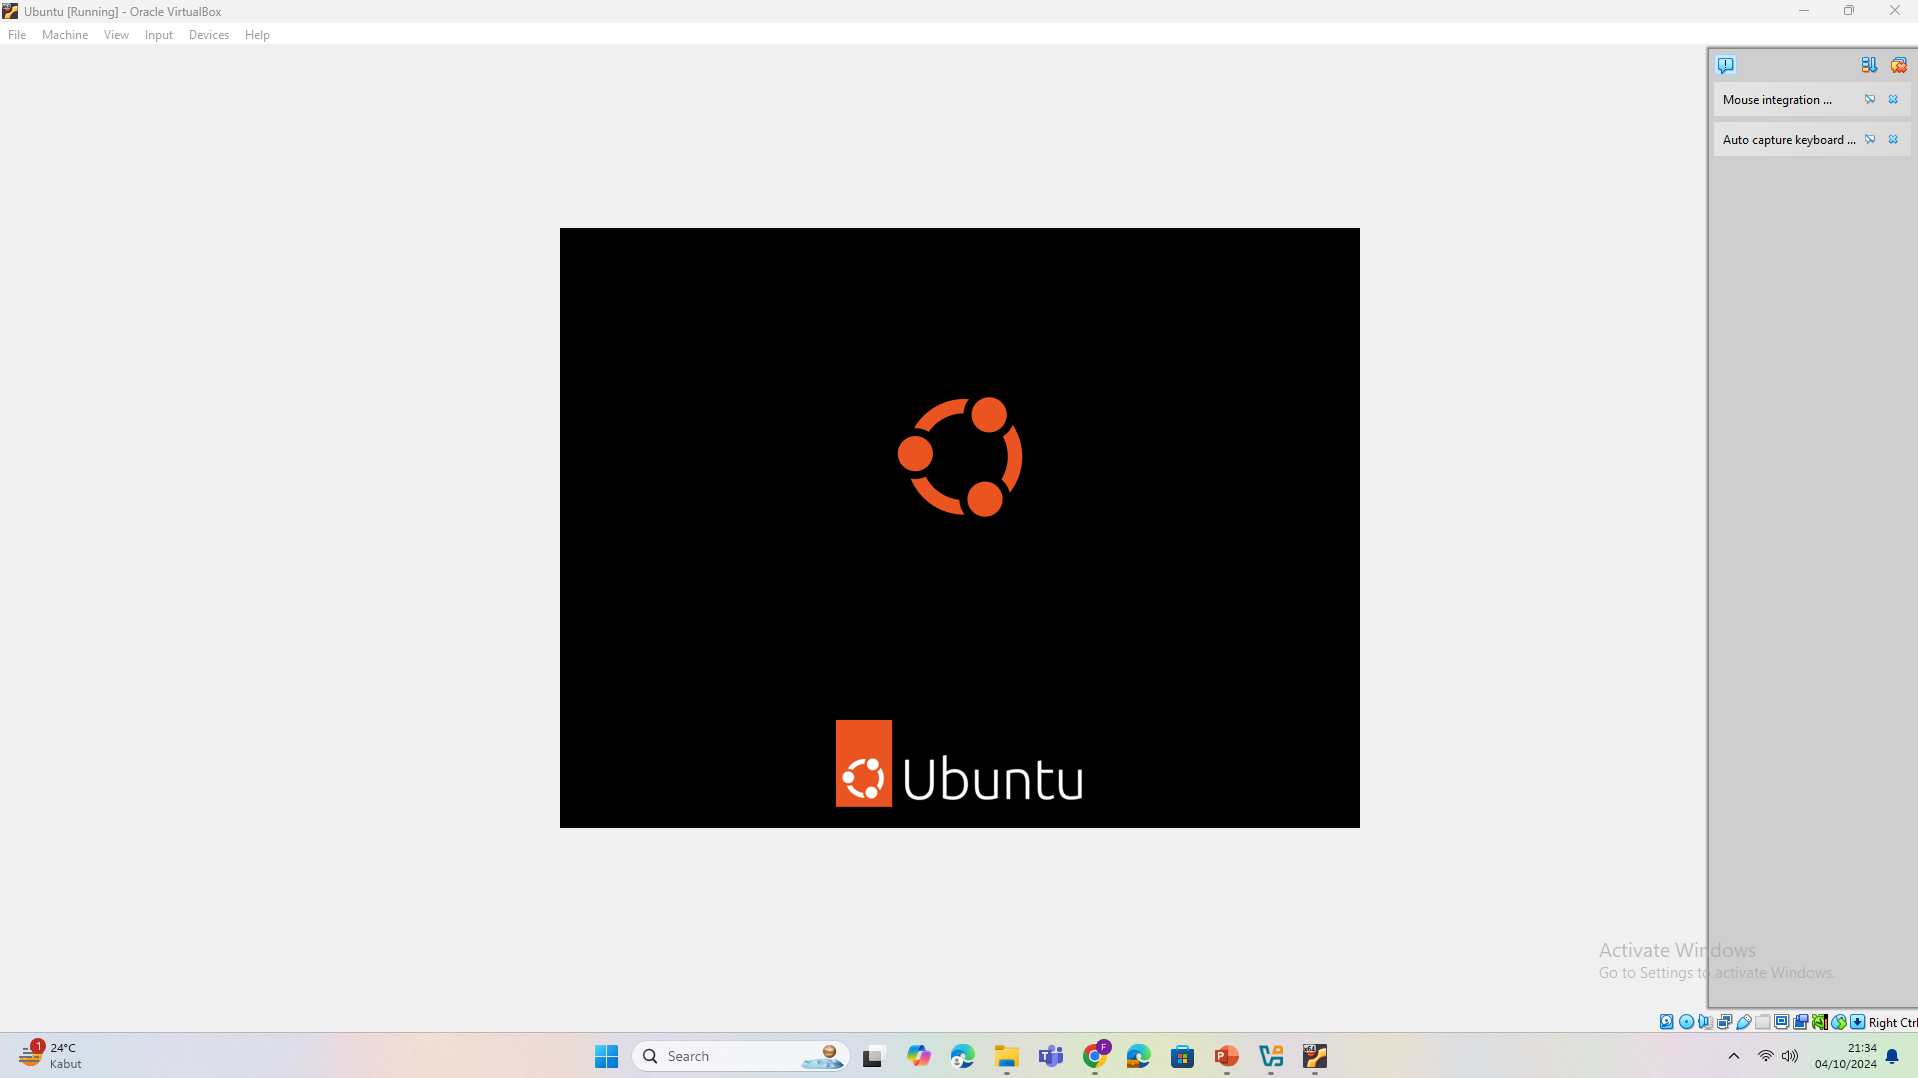 Ubuntu [Running] - Oracle VirtualBox
File Machine View Input Devices Help
Mouse integration ...
Auto capture keyboard ...
Ubuntu
Activate Windows
Go to Settings to activate Windows.
Right Ctrl
1
24°C
Kabut
Search
F
21:34
04/10/2024